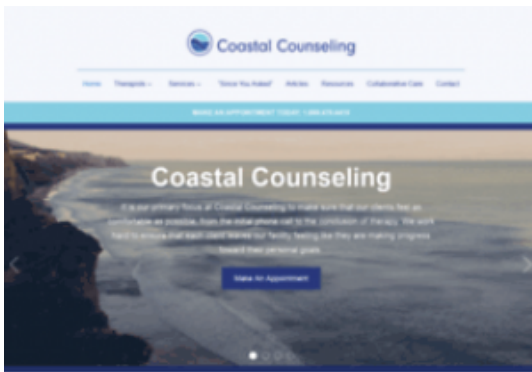 Coastal Counseling
Home Therapists Services "Since You Asked" Articles Resources Collaborative Care Contact
MAKE AN APPOINTMENT TODAY
Coastal Counseling
It is our primary focus at Coastal Counseling to make sure that our clients feel as
comfortable as possible, from the initial phone call to the conclusion of therapy. We work
hard to ensure that each client leaves our facility feeling like they are making progress
toward their personal goals.
Make An Appointment